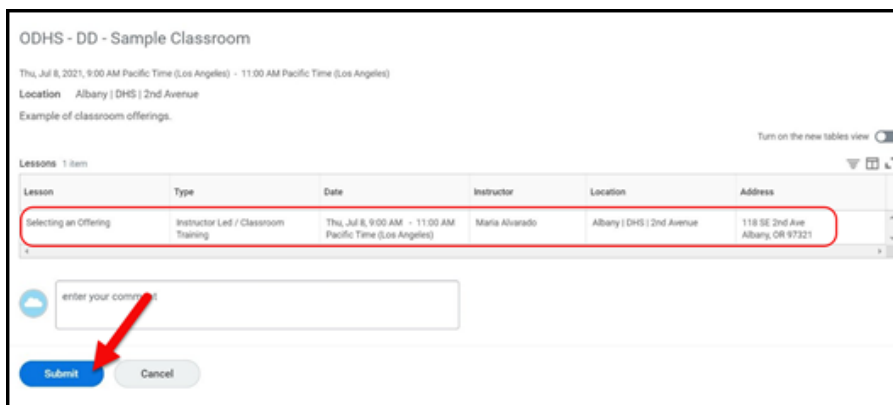 ODHS - DD - Sample Classroom
Thu, Jul 8, 2021, 9:00 AM Pacific Time (Los Angeles) - 11:00 AM Pacific Time (Los Angeles)
Location Albany | DHS | 2nd Avenue
Example of classroom offerings.
Turn on the new tables view
Lessons 1 item
Lesson Type Date Instructor Location Address
Selecting an Offering Instructor Led / Classroom Thu, Jul 8, 9:00 AM - 11:00 AM Maria Alvarado Albany | DHS | 2nd Avenue 118 SE 2nd Ave
Training Pacific Time (Los Angeles) Albany, OR 97321
enter your comment
Submit Cancel